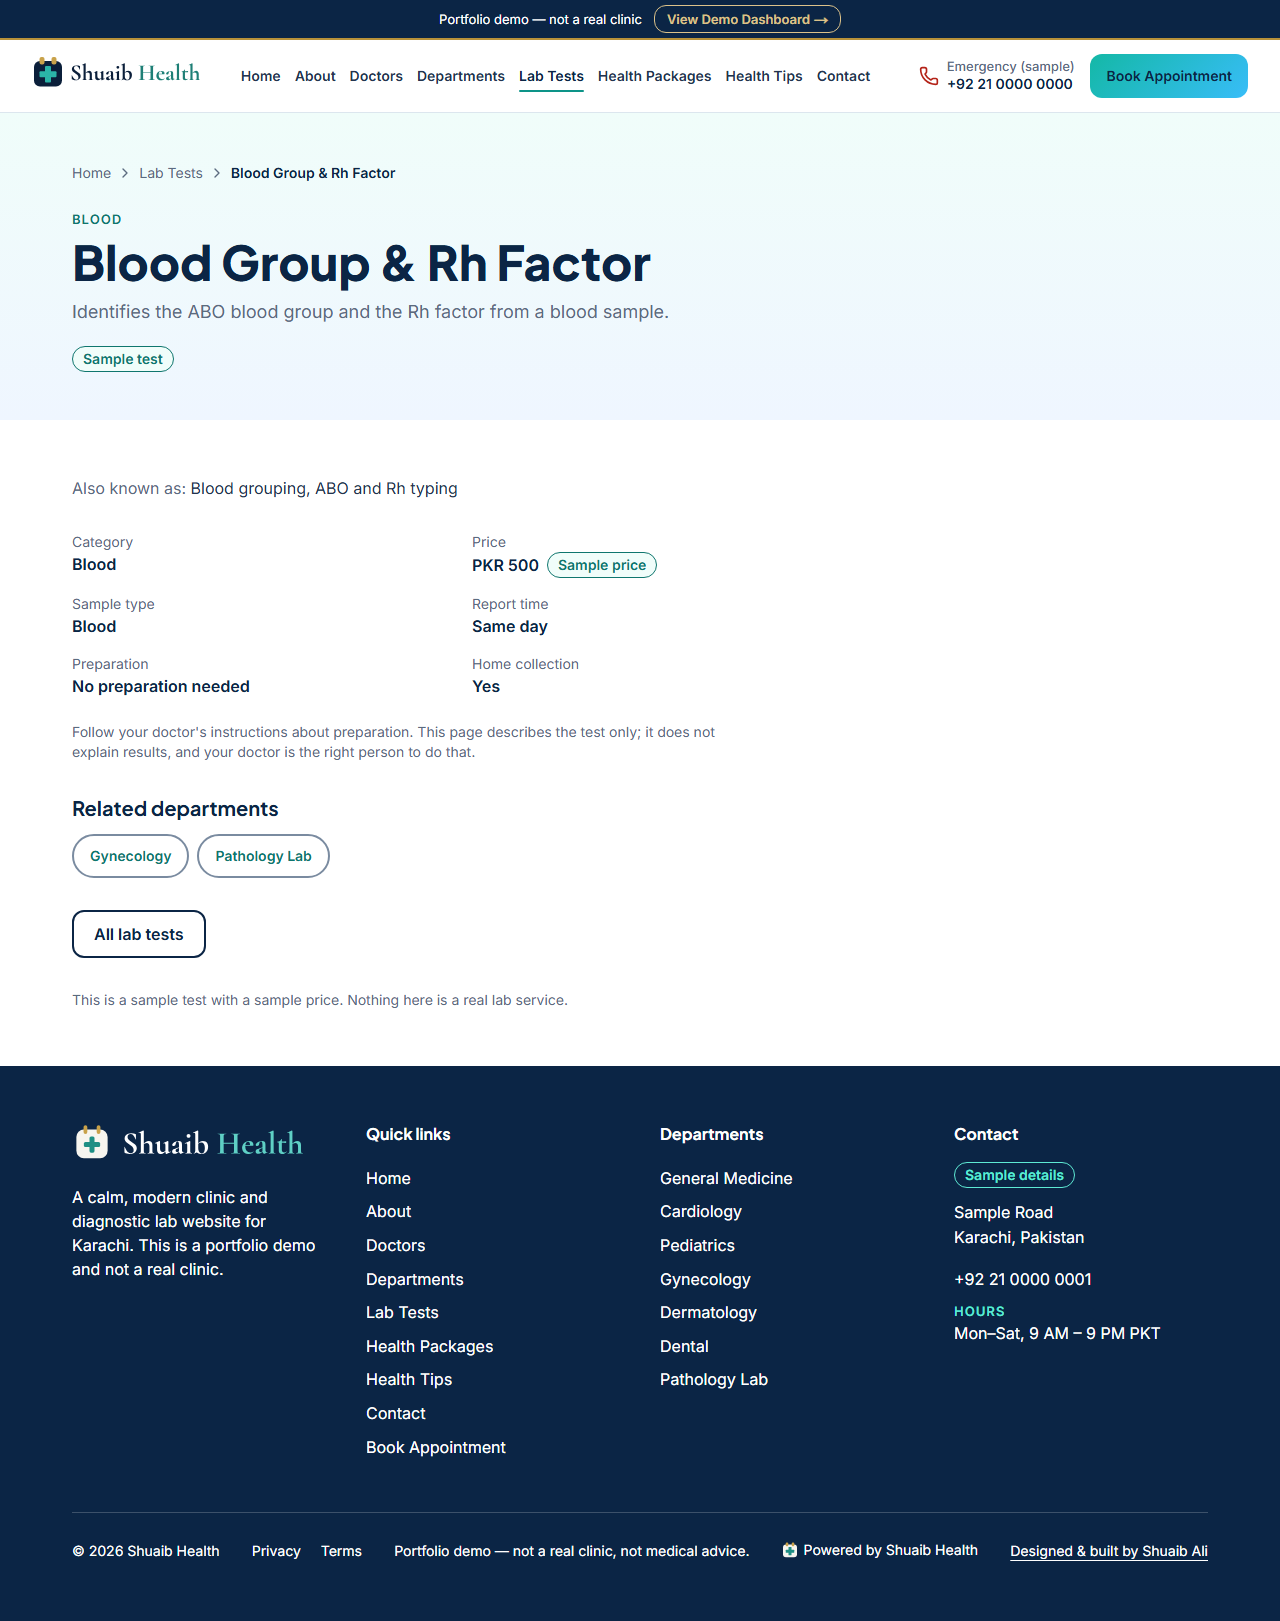 Portfolio demo — not a real clinic
View Demo Dashboard →
Shuaib Health
Home
About
Doctors
Departments
Lab Tests
Health Packages
Health Tips
Contact
Emergency (sample)
+92 21 0000 0000
Book Appointment
Home > Lab Tests > Blood Group & Rh Factor
BLOOD
Blood Group & Rh Factor
Identifies the ABO blood group and the Rh factor from a blood sample.
Sample test
Also known as: Blood grouping, ABO and Rh typing
Category
Blood
Price
PKR 500 Sample price
Sample type
Blood
Report time
Same day
Preparation
No preparation needed
Home collection
Yes
Follow your doctor's instructions about preparation. This page describes the test only; it does not
explain results, and your doctor is the right person to do that.
Related departments
Gynecology
Pathology Lab
All lab tests
This is a sample test with a sample price. Nothing here is a real lab service.
Shuaib Health
A calm, modern clinic and
diagnostic lab website for
Karachi. This is a portfolio demo
and not a real clinic.
Quick links
Home
About
Doctors
Departments
Lab Tests
Health Packages
Health Tips
Contact
Book Appointment
Departments
General Medicine
Cardiology
Pediatrics
Gynecology
Dermatology
Dental
Pathology Lab
Contact
Sample details
Sample Road
Karachi, Pakistan
+92 21 0000 0001
HOURS
Mon–Sat, 9 AM – 9 PM PKT
© 2026 Shuaib Health
Privacy
Terms
Portfolio demo — not a real clinic, not medical advice.
Powered by Shuaib Health
Designed & built by Shuaib Ali